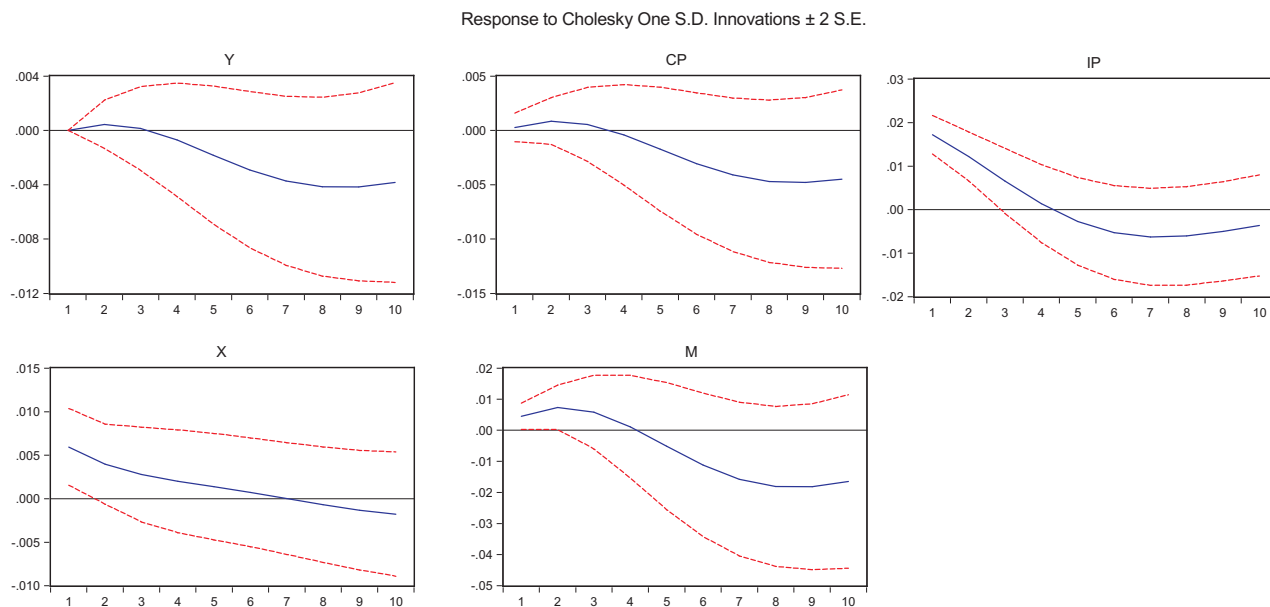 Response to Cholesky One S.D. Innovations ± 2 S.E.
Y
.004
.000
-.004
-.008
-.012
1 2 3 4 5 6 7 8 9 10
CP
.005
.000
-.005
-.010
-.015
1 2 3 4 5 6 7 8 9 10
IP
.03
.02
.01
.00
-.01
-.02
1 2 3 4 5 6 7 8 9 10
X
.015
.010
.005
.000
-.005
-.010
1 2 3 4 5 6 7 8 9 10
M
.02
.01
.00
-.01
-.02
-.03
-.04
-.05
1 2 3 4 5 6 7 8 9 10